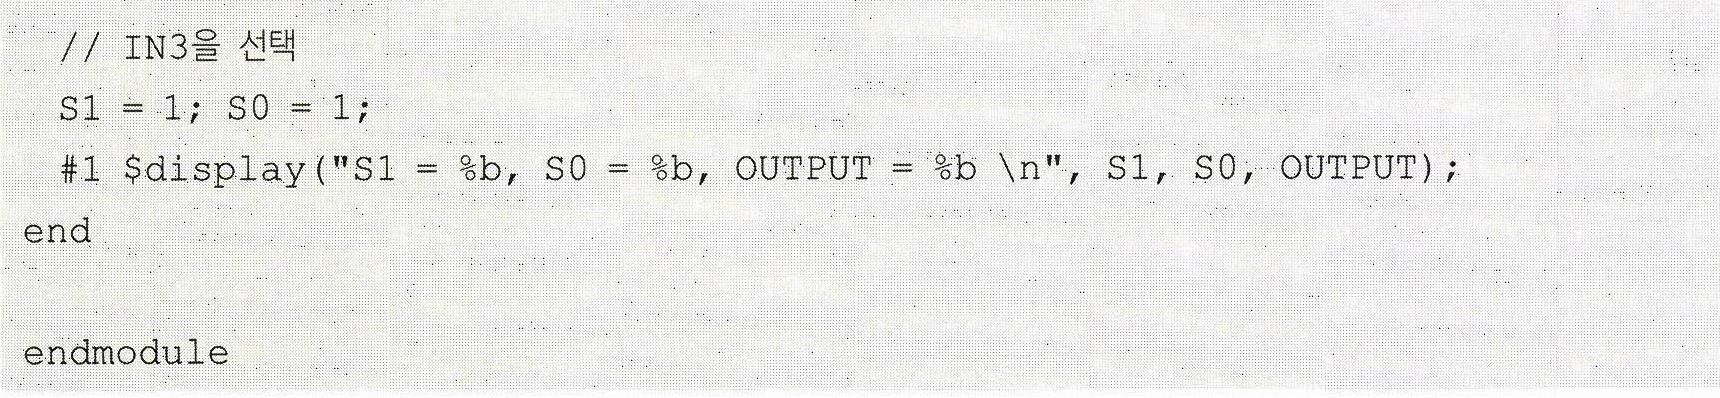 // IN3을 선택
S1 = 1; S0 = 1;
#1 $display("S1 = %b, S0 = %b, OUTPUT = %b \n", S1, S0, OUTPUT);
end
endmodule